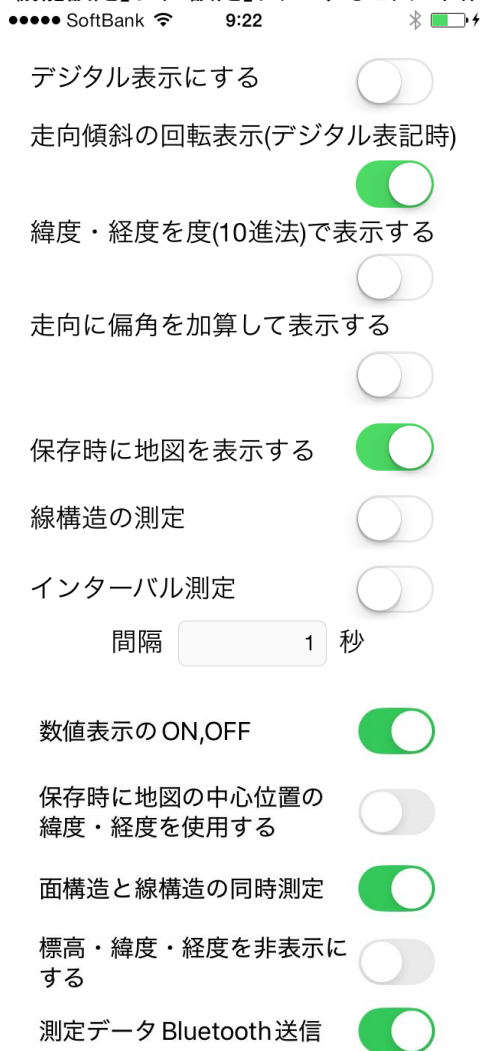 SoftBank 9:22
デジタル表示にする
走向傾斜の回転表示(デジタル表記時)
緯度・経度を度(10進法)で表示する
走向に偏角を加算して表示する
保存時に地図を表示する
線構造の測定
インターバル測定
間隔 1 秒
数値表示のON,OFF
保存時に地図の中心位置の
緯度・経度を使用する
面構造と線構造の同時測定
標高・緯度・経度を非表示に
する
測定データBluetooth送信